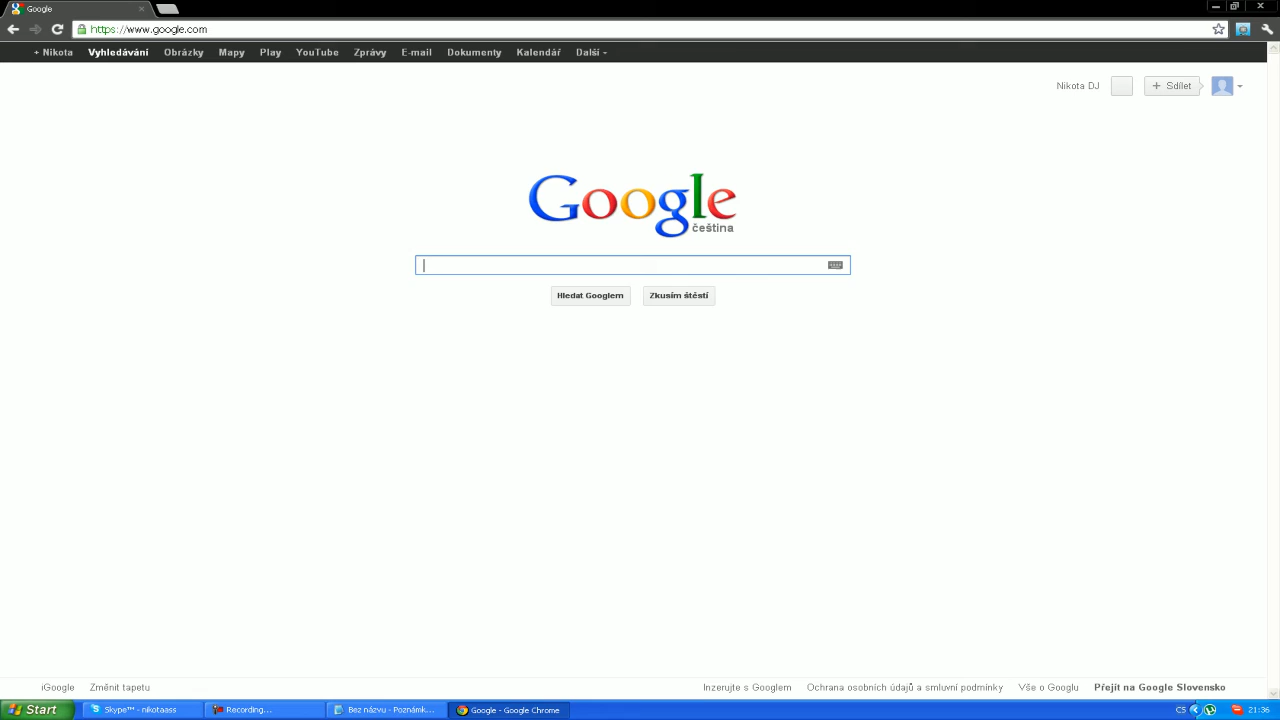 Google
https://www.google.com
+ Nikota Vyhledávání Obrázky Mapy Play YouTube Zprávy E-mail Dokumenty Kalendář Další
Nikota DJ + Sdílet
Google
čeština
Hledat Googlem Zkusím štěstí
iGoogle Změnit tapetu Inzerujte s Googlem Ochrana osobních údajů a smluvní podmínky Vše o Googlu Přejít na Google Slovensko
Start Skype™ - nikotaass Recording... Bez názvu - Poznámk... Google - Google Chrome CS 21:36